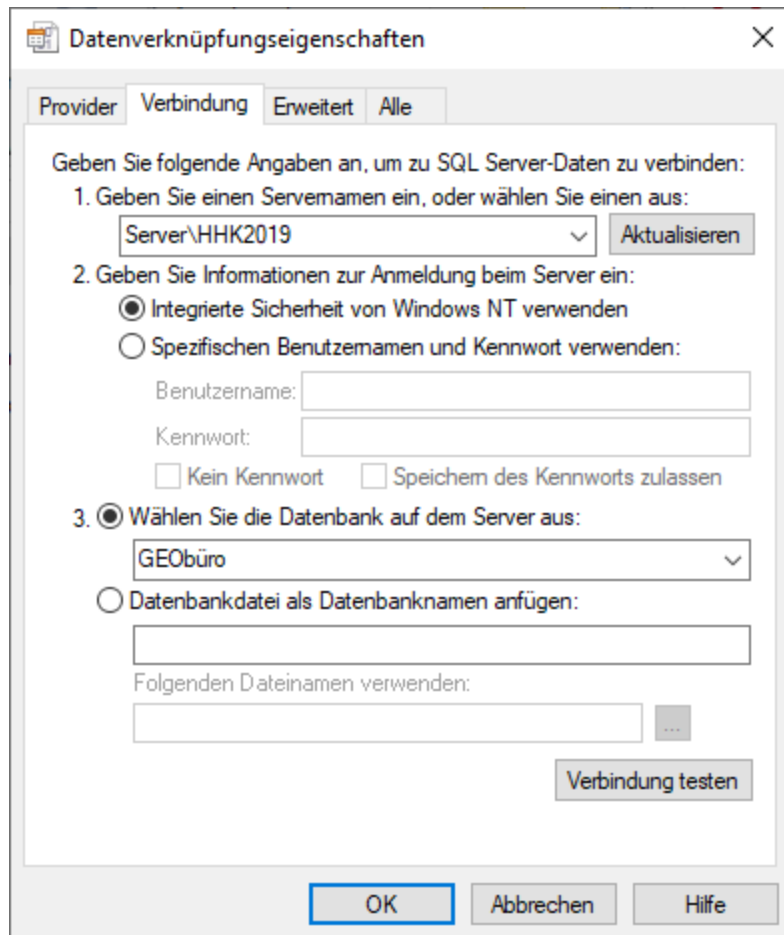 Datenverknüpfungseigenschaften
Provider Verbindung Erweitert Alle
Geben Sie folgende Angaben an, um zu SQL Server-Daten zu verbinden:
1. Geben Sie einen Servernamen ein, oder wählen Sie einen aus:
Server\HHK2019 Aktualisieren
2. Geben Sie Informationen zur Anmeldung beim Server ein:
Integrierte Sicherheit von Windows NT verwenden
Spezifischen Benutzernamen und Kennwort verwenden:
Benutzername:
Kennwort:
Kein Kennwort Speichern des Kennworts zulassen
3. Wählen Sie die Datenbank auf dem Server aus:
GEObüro
Datenbankdatei als Datenbanknamen anfügen:
Folgenden Dateinamen verwenden:
...
Verbindung testen
OK Abbrechen Hilfe